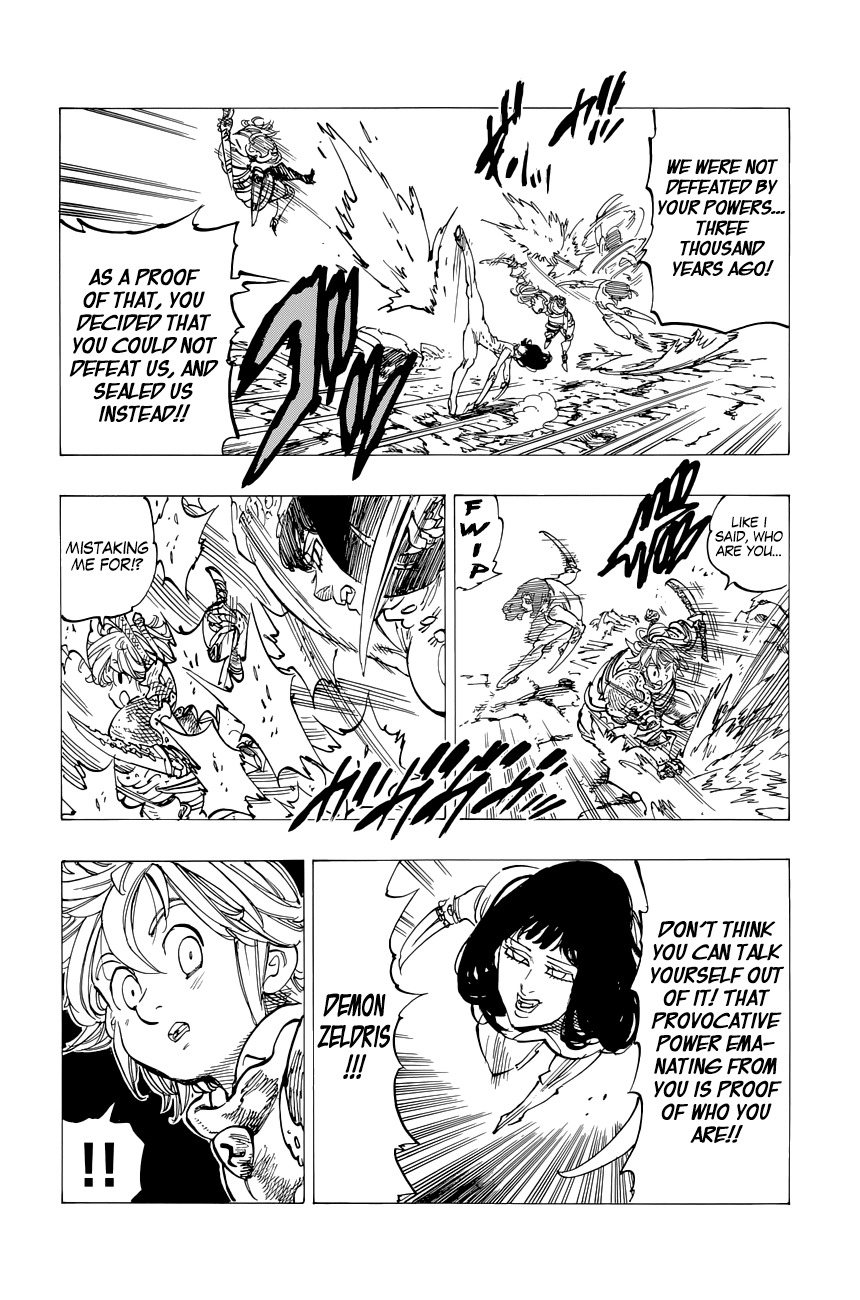 WE WERE NOT
DEFEATED BY
YOUR POWERS...
THREE
THOUSAND
YEARS AGO!
AS A PROOF
OF THAT, YOU
DECIDED THAT
YOU COULD NOT
DEFEAT US, AND
SEALED US
INSTEAD!!
LIKE I
SAID, WHO
ARE YOU...
FWIP
MISTAKING
ME FOR!?
DON'T THINK
YOU CAN TALK
YOURSELF OUT
OF IT! THAT
PROVOCATIVE
POWER EMA-
NATING FROM
YOU IS PROOF
OF WHO YOU
ARE!!
DEMON
ZELDRIS
!!!
!!